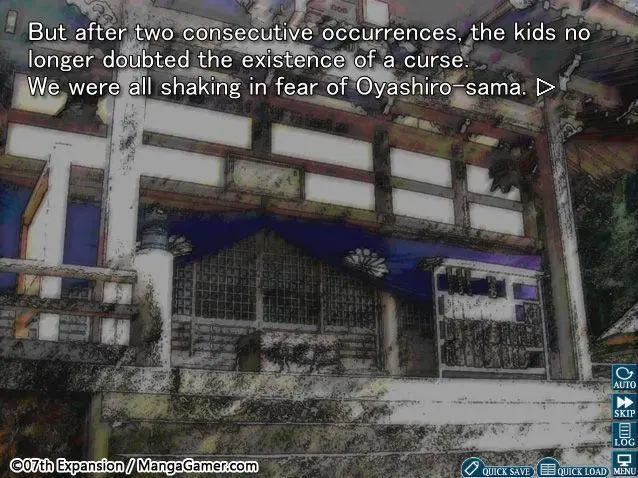 But after two consecutive occurrences, the kids no
longer doubted the existence of a curse.
We were all shaking in fear of Oyashiro-sama.
AUTO
SKIP
LOG
MENU
©07th Expansion / MangaGamer.com
QUICK SAVE
QUICK LOAD